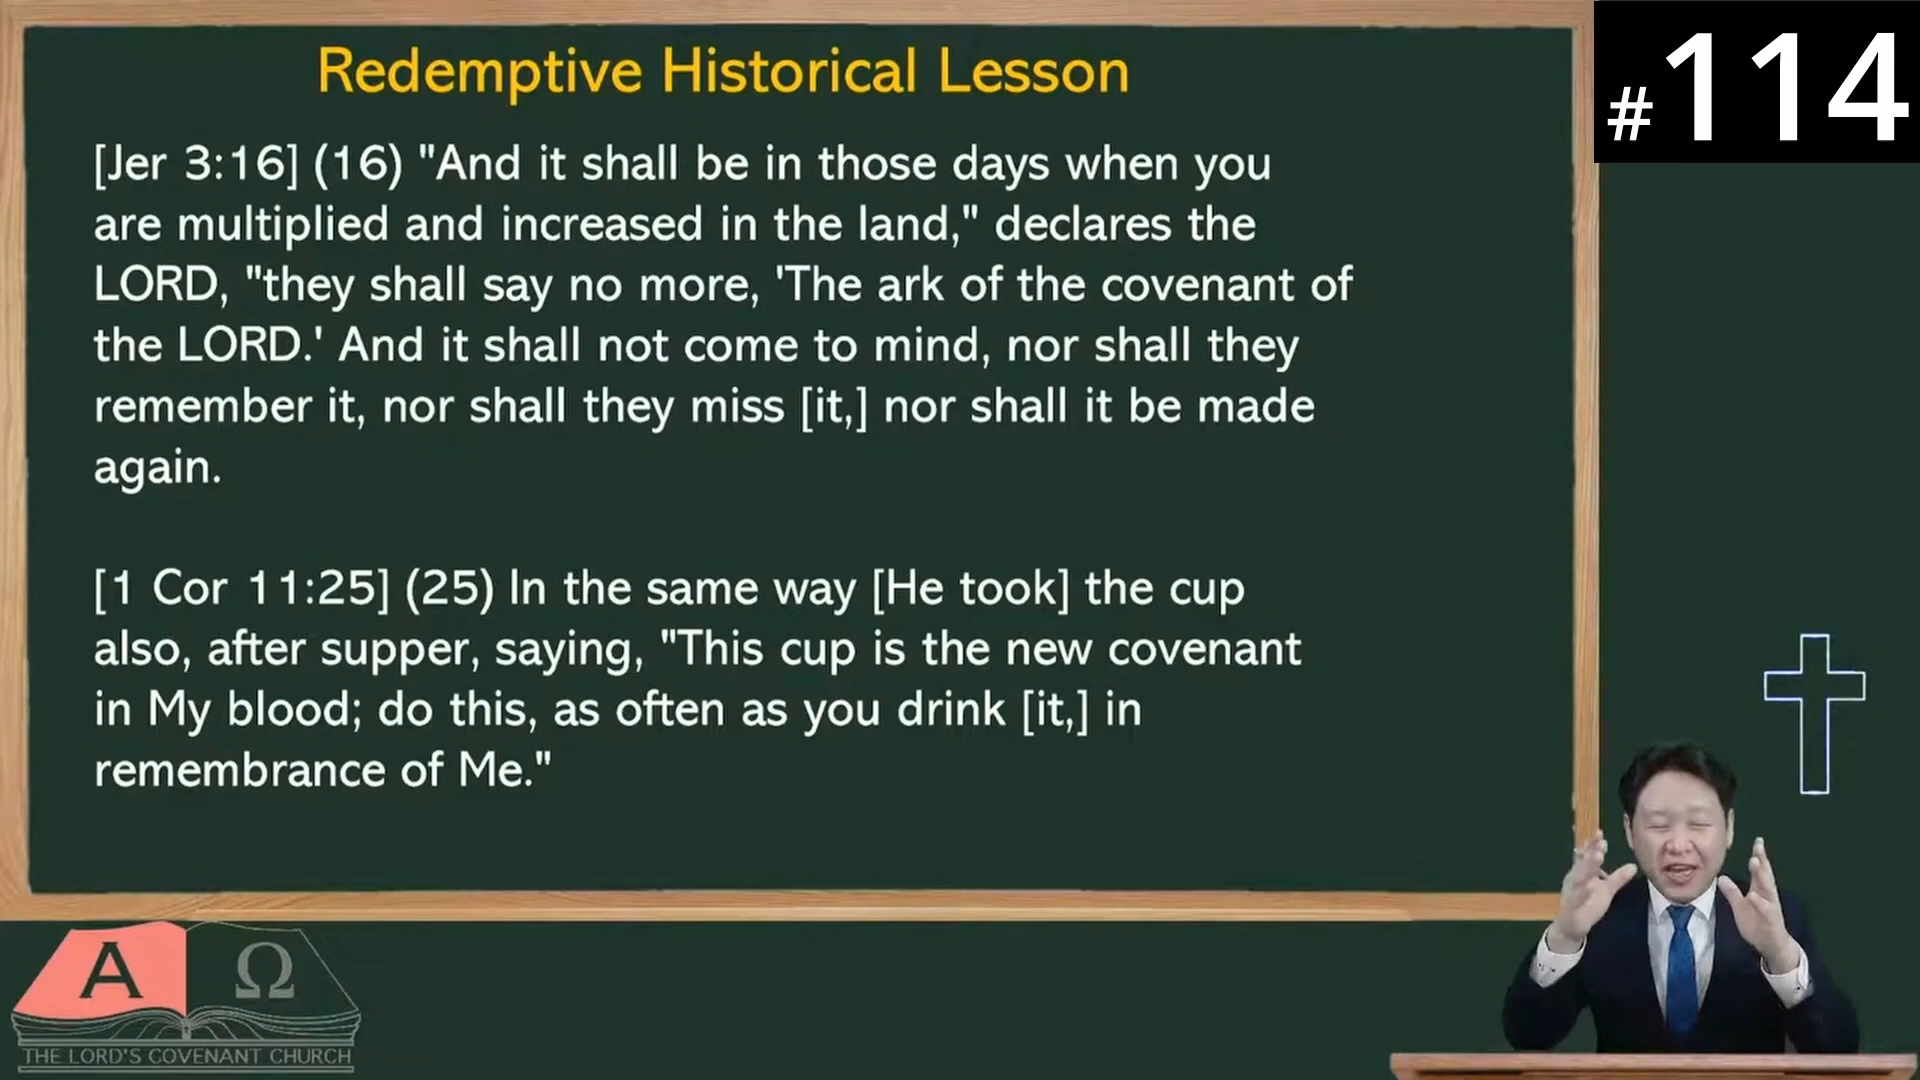 Redemptive Historical Lesson
#114
[Jer 3:16] (16) "And it shall be in those days when you
are multiplied and increased in the land," declares the
LORD, "they shall say no more, 'The ark of the covenant of
the LORD.' And it shall not come to mind, nor shall they
remember it, nor shall they miss [it,] nor shall it be made
again.
[1 Cor 11:25] (25) In the same way [He took] the cup
also, after supper, saying, "This cup is the new covenant
in My blood; do this, as often as you drink [it,] in
remembrance of Me."
A Ω
THE LORD'S COVENANT CHURCH